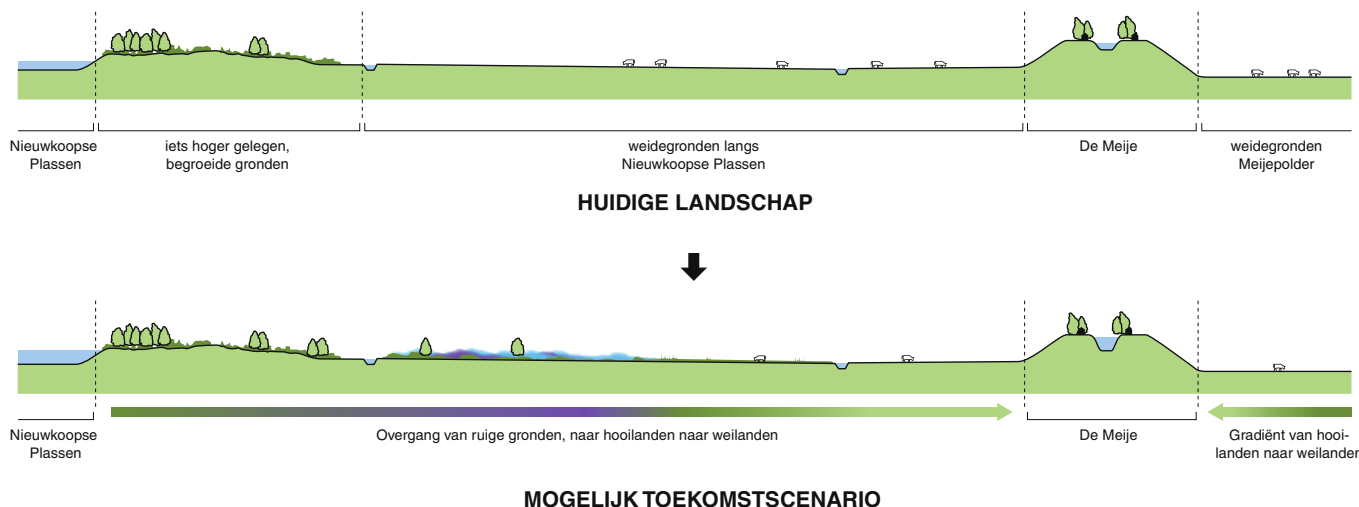 Nieuwkoopse
Plassen
iets hoger gelegen,
begroeide gronden
weidegronden langs
Nieuwkoopse Plassen
De Meije
weidegronden
Meijepolder
HUIDIGE LANDSCHAP
Nieuwkoopse
Plassen
Overgang van ruige gronden, naar hooilanden naar weilanden
De Meije
Gradiënt van hooi-
landen naar weilanden
MOGELIJK TOEKOMSTSCENARIO